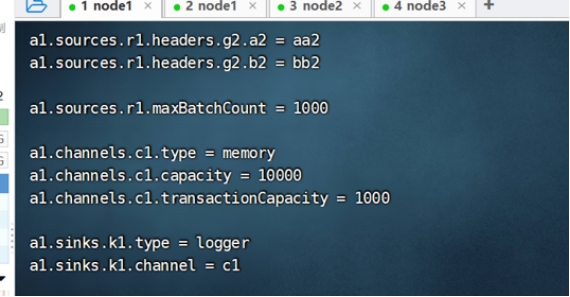 1 node1 × 2 node1 × 3 node2 × 4 node3 × +
a1.sources.r1.headers.g2.a2 = aa2
a1.sources.r1.headers.g2.b2 = bb2
a1.sources.r1.maxBatchCount = 1000
a1.channels.c1.type = memory
a1.channels.c1.capacity = 10000
a1.channels.c1.transactionCapacity = 1000
a1.sinks.k1.type = logger
a1.sinks.k1.channel = c1